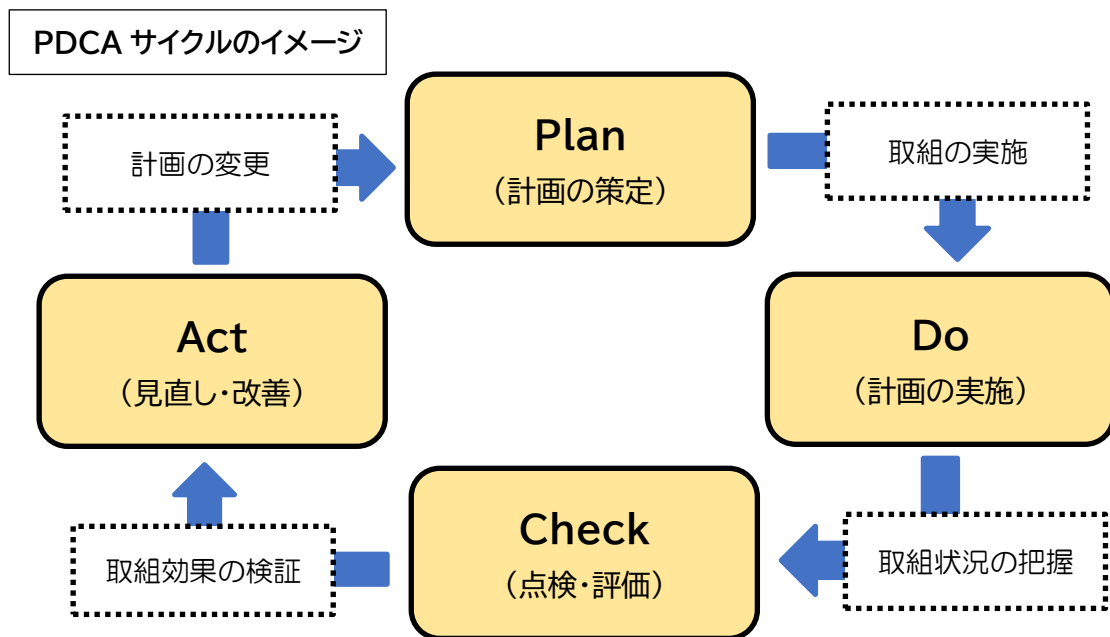 PDCA サイクルのイメージ
Plan
（計画の策定）
取組の実施
Do
（計画の実施）
取組状況の把握
Check
（点検・評価）
取組効果の検証
Act
（見直し・改善）
計画の変更